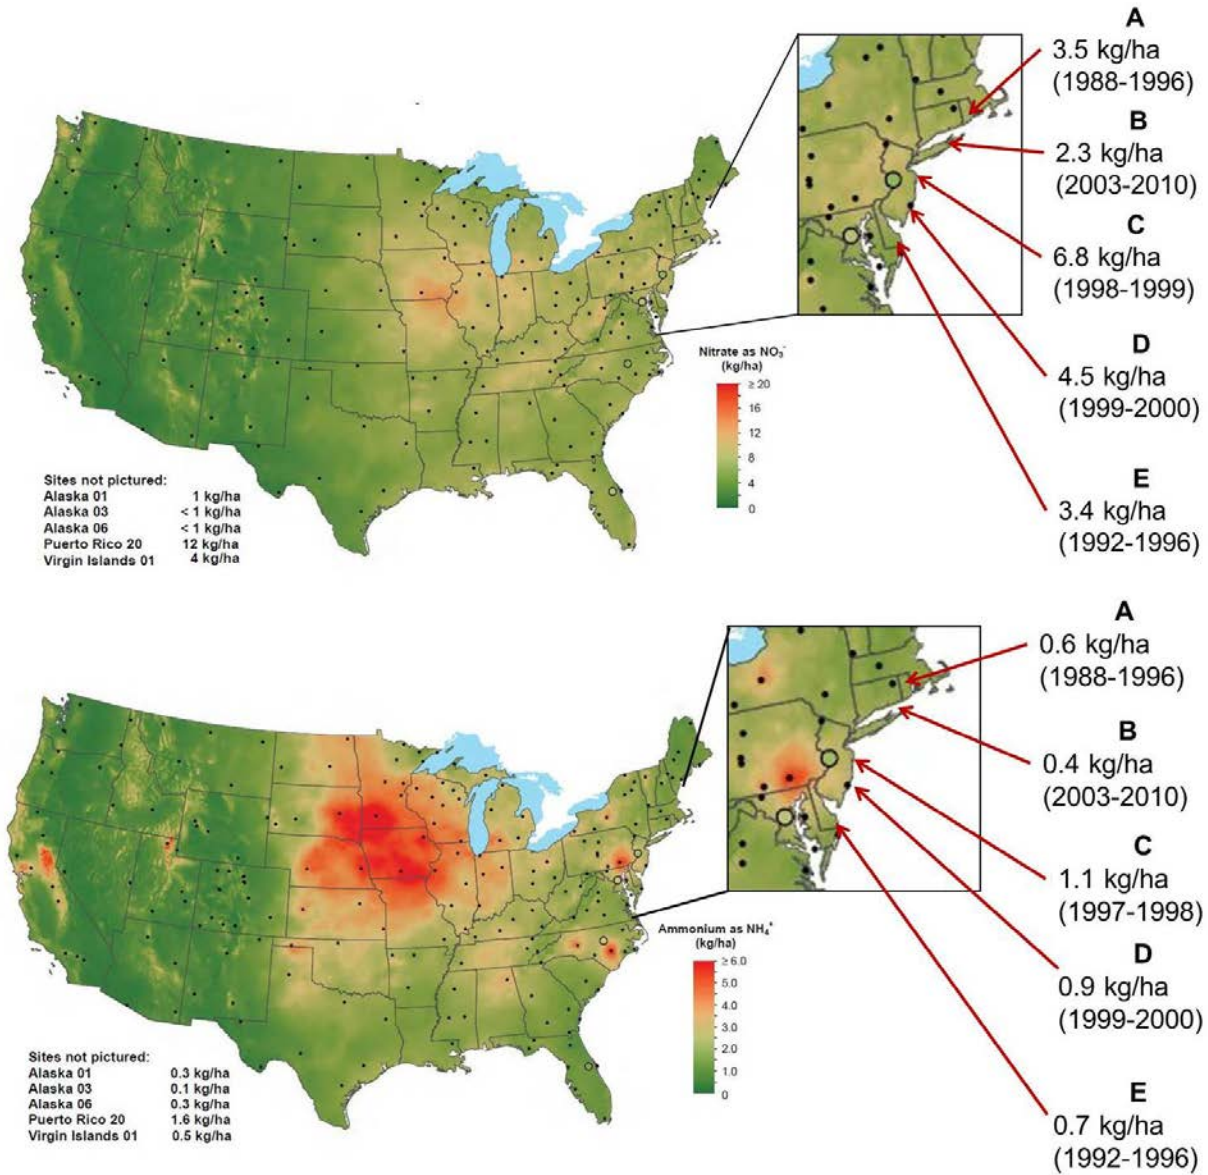 A
3.5 kg/ha
(1988-1996)
B
2.3 kg/ha
(2003-2010)
C
6.8 kg/ha
(1998-1999)
D
4.5 kg/ha
(1999-2000)
E
3.4 kg/ha
(1992-1996)
Nitrate as NO₃⁻
(kg/ha)
≥ 20
16
12
8
4
0
Sites not pictured:
Alaska 01 1 kg/ha
Alaska 03 < 1 kg/ha
Alaska 06 < 1 kg/ha
Puerto Rico 20 12 kg/ha
Virgin Islands 01 4 kg/ha
A
0.6 kg/ha
(1988-1996)
B
0.4 kg/ha
(2003-2010)
C
1.1 kg/ha
(1997-1998)
D
0.9 kg/ha
(1999-2000)
E
0.7 kg/ha
(1992-1996)
Ammonium as NH₄⁺
(kg/ha)
≥ 6.0
5.0
4.0
3.0
2.0
1.0
0
Sites not pictured:
Alaska 01 0.3 kg/ha
Alaska 03 0.1 kg/ha
Alaska 06 0.3 kg/ha
Puerto Rico 20 1.6 kg/ha
Virgin Islands 01 0.5 kg/ha